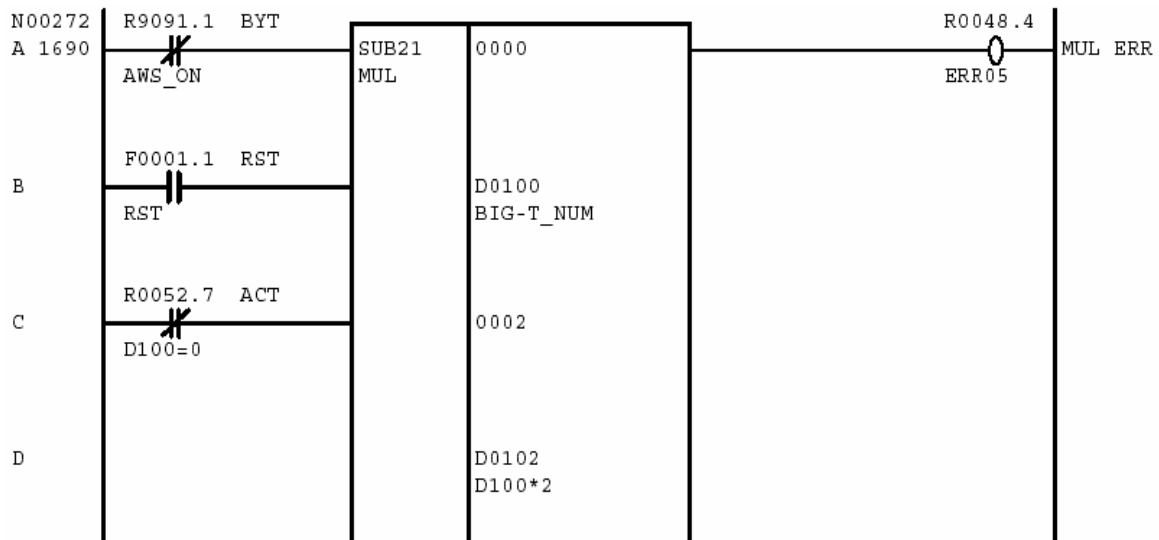 N00272 R9091.1 BYT R0048.4
A 1690 SUB21 0000 MUL ERR
AWS_ON MUL ERR05
F0001.1 RST
B D0100
RST BIG-T_NUM
R0052.7 ACT
C 0002
D100=0
D D0102
D100*2